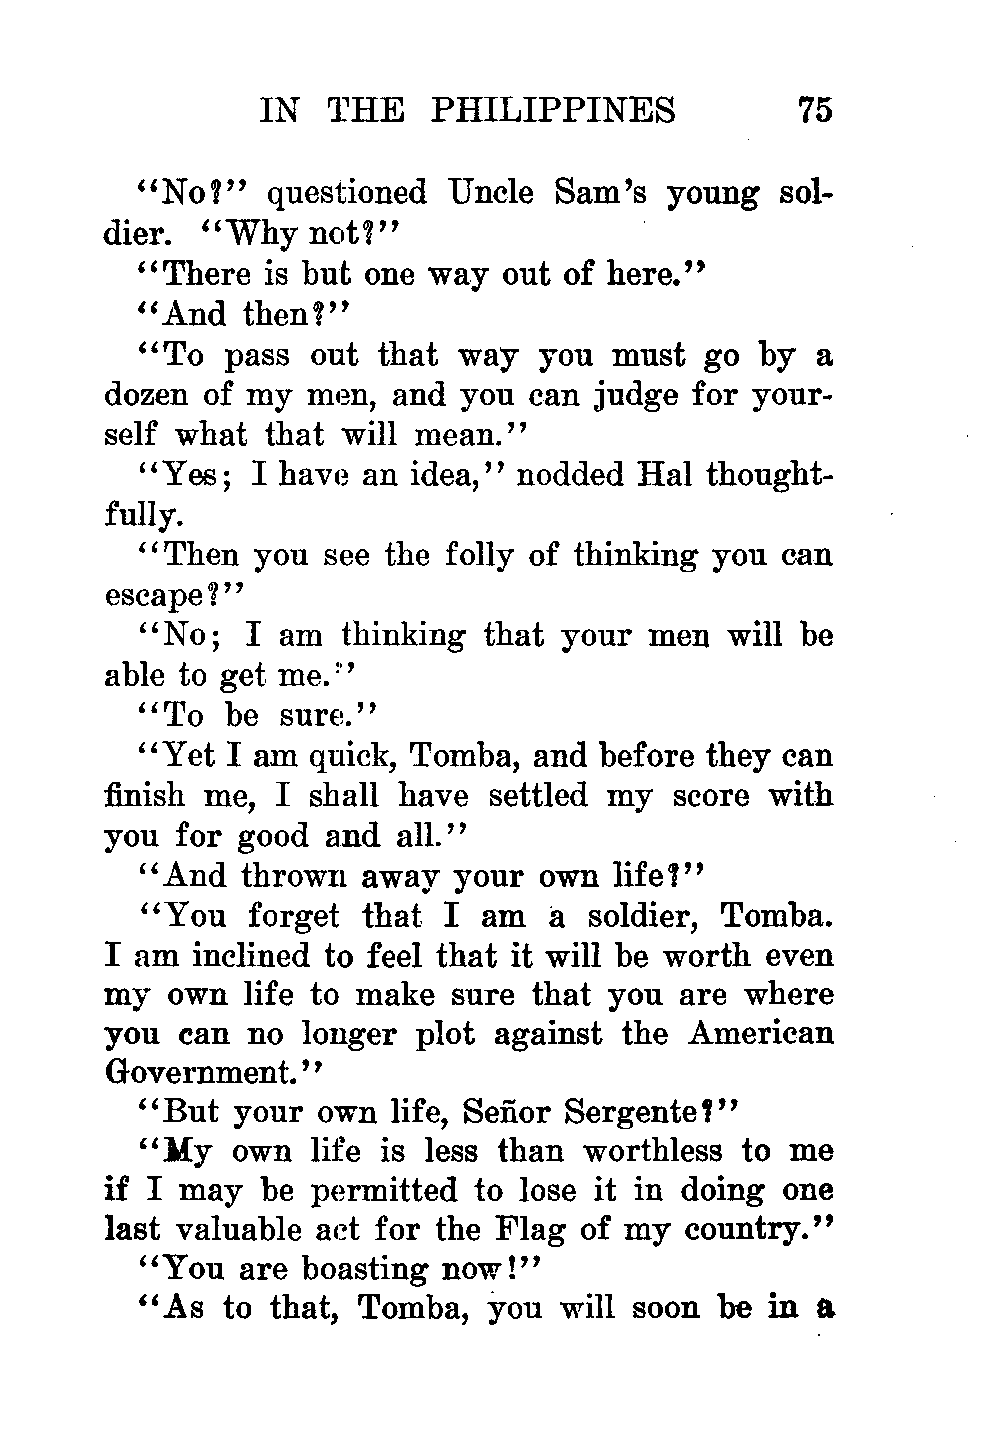 IN THE PHILIPPINES 75
“No?” questioned Uncle Sam’s young sol-
dier. “Why not?”
“There is but one way out of here.”
“And then?”
“To pass out that way you must go by a
dozen of my men, and you can judge for your-
self what that will mean.”
“Yes; I have an idea,” nodded Hal thought-
fully.
“Then you see the folly of thinking you can
escape?”
“No; I am thinking that your men will be
able to get me.”
“To be sure.”
“Yet I am quick, Tomba, and before they can
finish me, I shall have settled my score with
you for good and all.”
“And thrown away your own life?”
“You forget that I am a soldier, Tomba.
I am inclined to feel that it will be worth even
my own life to make sure that you are where
you can no longer plot against the American
Government.”
“But your own life, Señor Sergente?”
“My own life is less than worthless to me
if I may be permitted to lose it in doing one
last valuable act for the Flag of my country.”
“You are boasting now!”
“As to that, Tomba, you will soon be in a